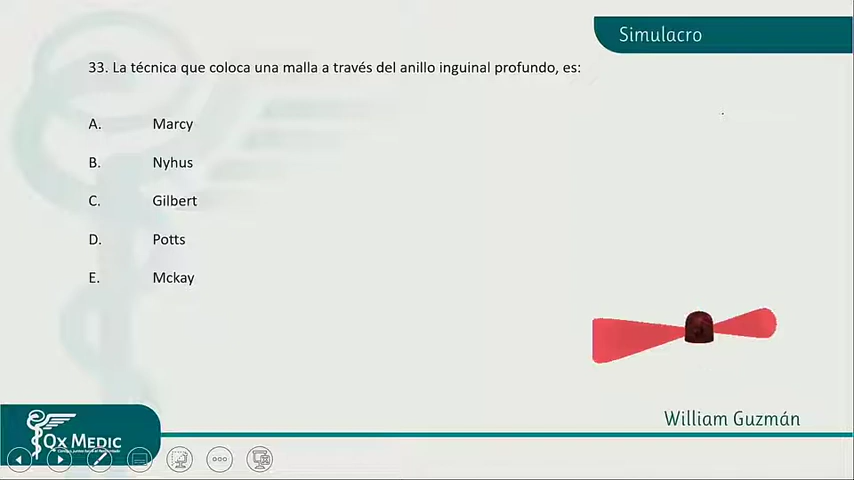 Simulacro
33. La técnica que coloca una malla a través del anillo inguinal profundo, es:
A. Marcy
B. Nyhus
C. Gilbert
D. Potts
E. Mckay
William Guzmán
Qx Medic